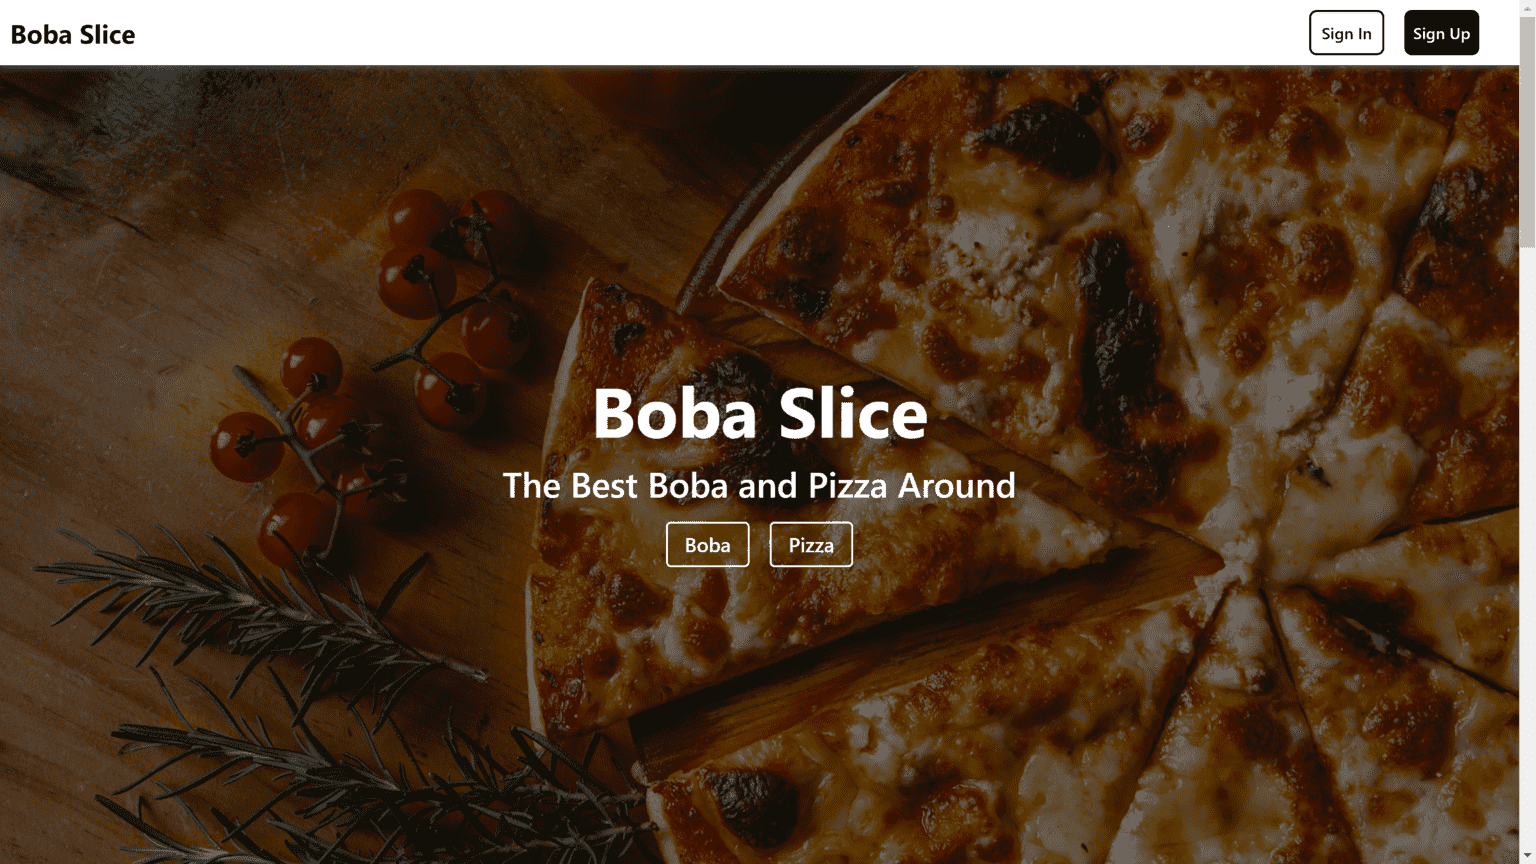 Boba Slice
Sign In
Sign Up
Boba Slice
The Best Boba and Pizza Around
Boba
Pizza